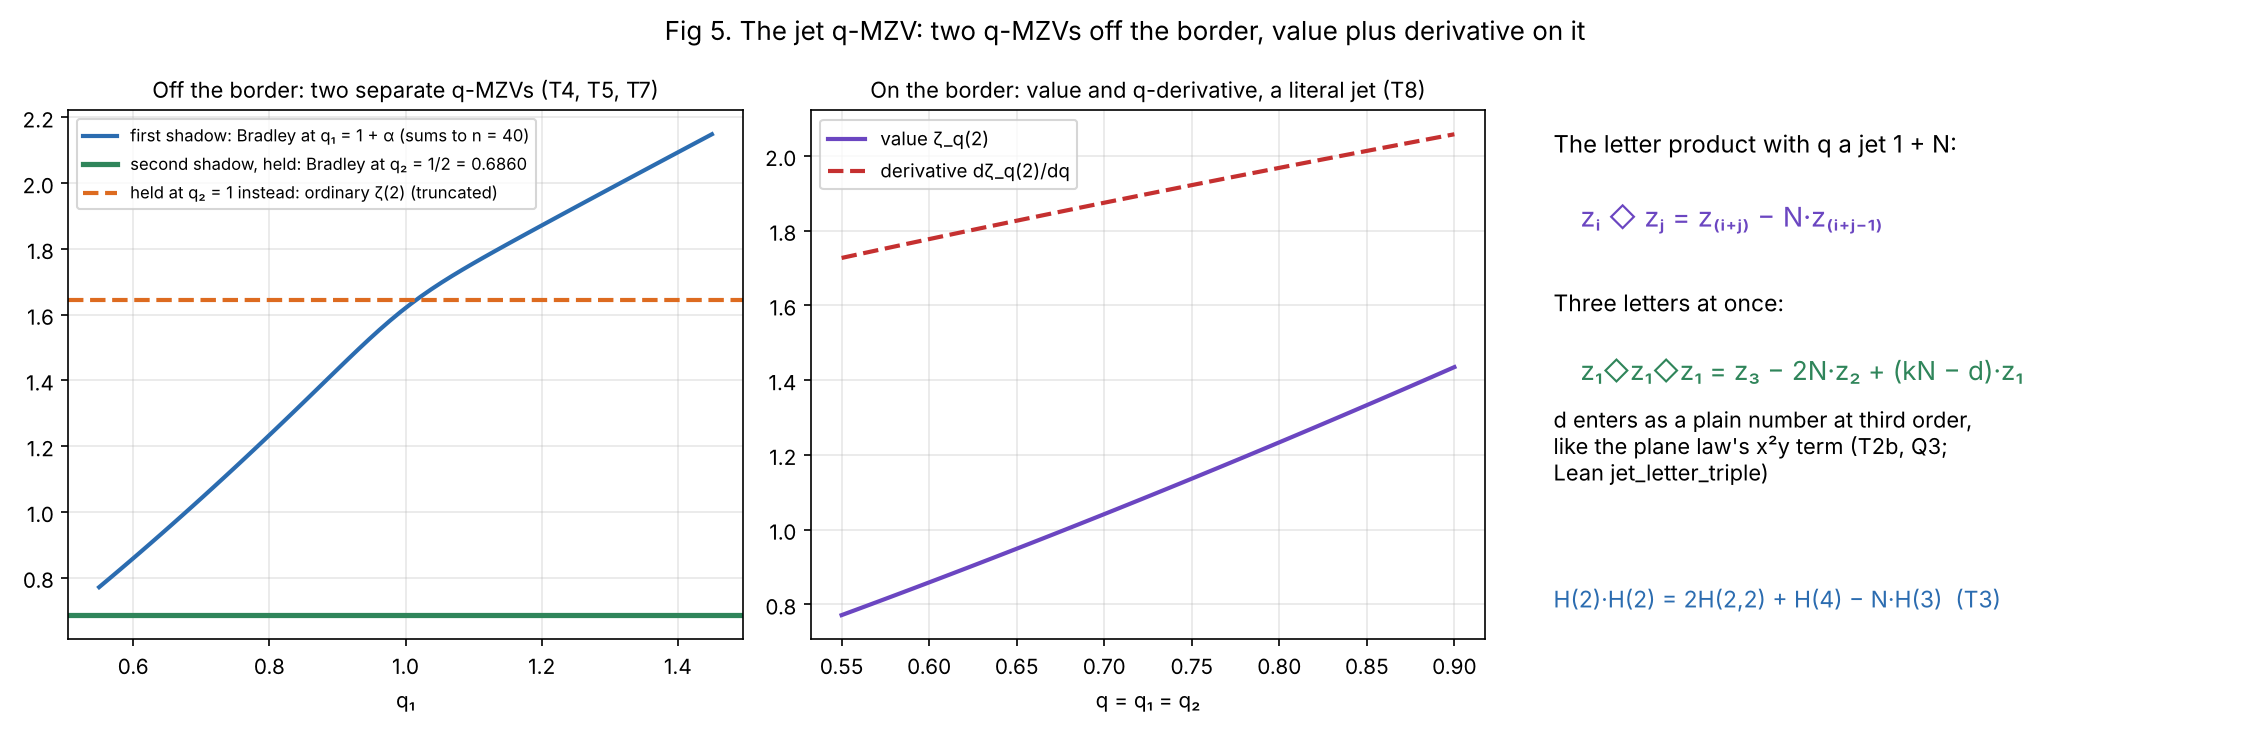 Fig 5. The jet q-MZV: two q-MZVs off the border, value plus derivative on it
Off the border: two separate q-MZVs (T4, T5, T7)
2.2
2.0
1.8
1.6
1.4
1.2
1.0
0.8
first shadow: Bradley at q₁ = 1 + α (sums to n = 40)
second shadow, held: Bradley at q₂ = 1/2 = 0.6860
held at q₂ = 1 instead: ordinary ζ(2) (truncated)
0.6 0.8 1.0 1.2 1.4
q₁
On the border: value and q-derivative, a literal jet (T8)
2.0
1.8
1.6
1.4
1.2
1.0
0.8
value ζ_q(2)
derivative dζ_q(2)/dq
0.55 0.60 0.65 0.70 0.75 0.80 0.85 0.90
q = q₁ = q₂
The letter product with q a jet 1 + N:
zᵢ ◇ zⱼ = z₍ᵢ₊ⱼ₎ − N·z₍ᵢ₊ⱼ₋₁₎
Three letters at once:
z₁◇z₁◇z₁ = z₃ − 2N·z₂ + (kN − d)·z₁
d enters as a plain number at third order,
like the plane law's x²y term (T2b, Q3;
Lean jet_letter_triple)
H(2)·H(2) = 2H(2,2) + H(4) − N·H(3) (T3)